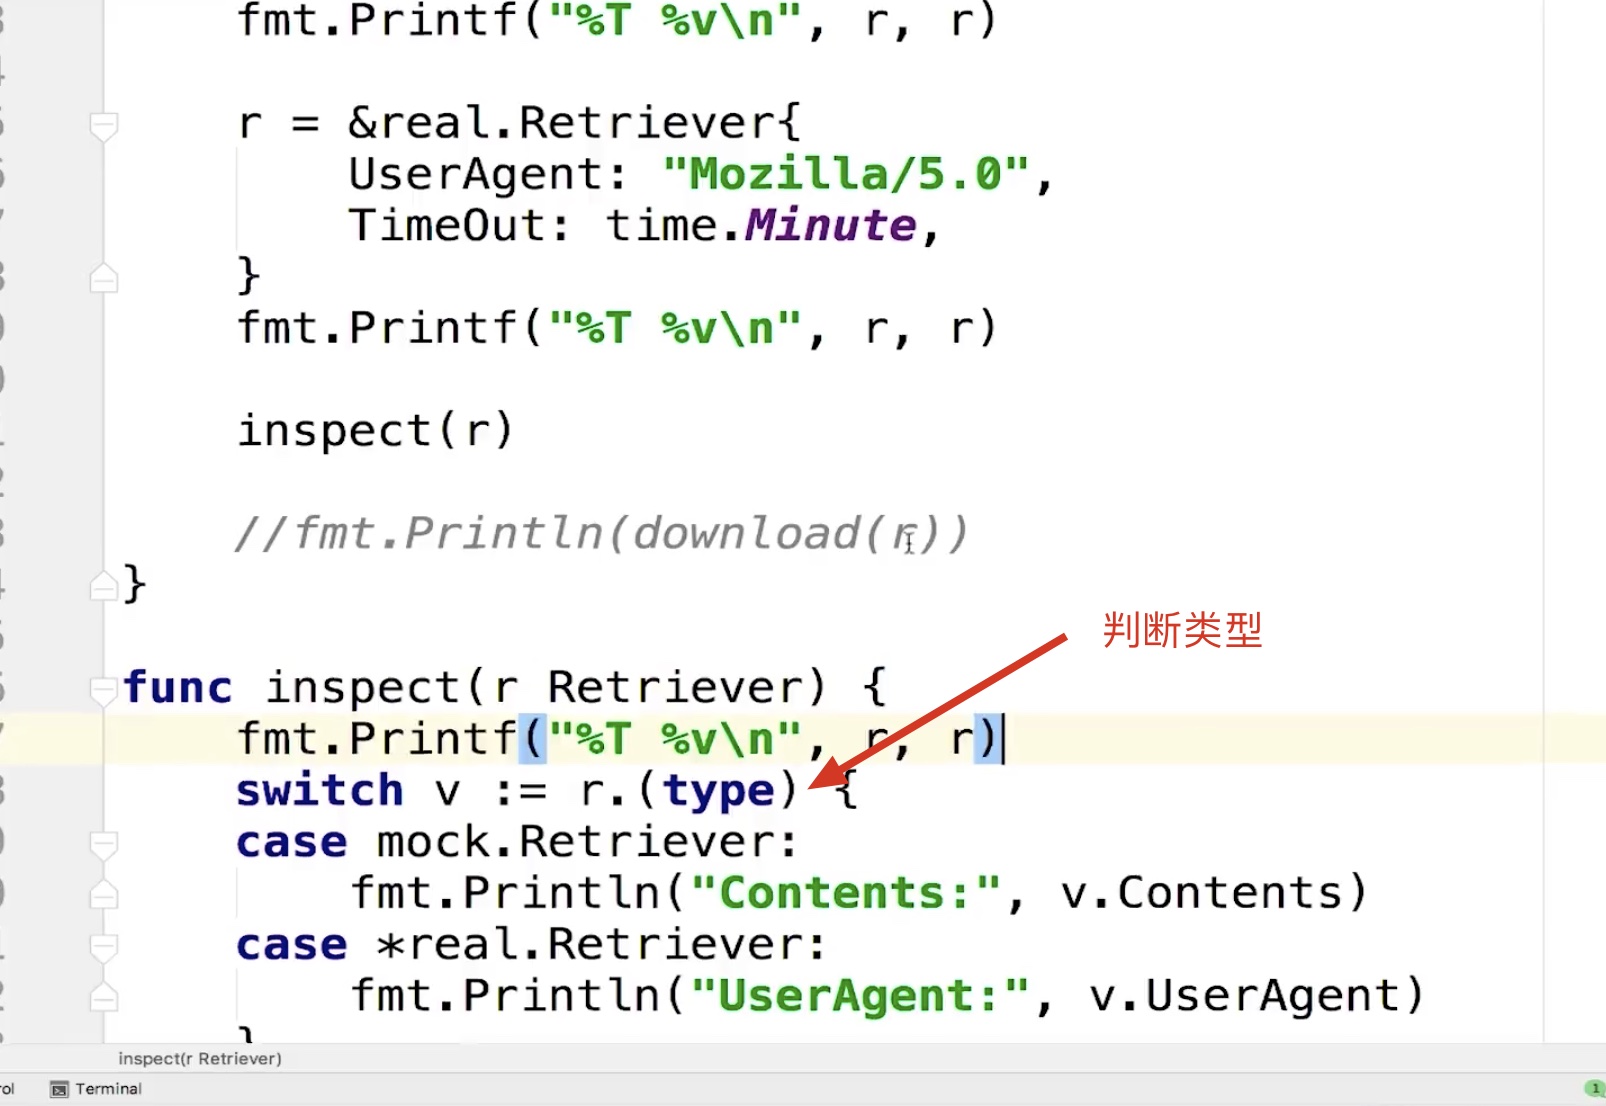 fmt.Printf("%T %v\n", r, r)
r = &real.Retriever{
UserAgent: "Mozilla/5.0",
TimeOut: time.Minute,
}
fmt.Printf("%T %v\n", r, r)
inspect(r)
//fmt.Println(download(r))
}
判断类型
func inspect(r Retriever) {
fmt.Printf("%T %v\n", r, r)
switch v := r.(type) {
case mock.Retriever:
fmt.Println("Contents:", v.Contents)
case *real.Retriever:
fmt.Println("UserAgent:", v.UserAgent)
}
inspect(r Retriever)
Terminal
1